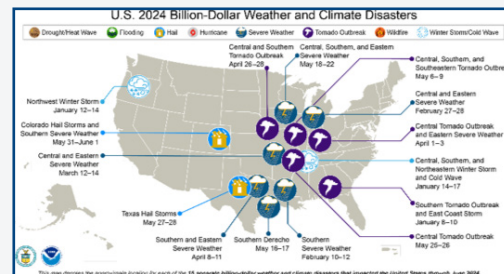 U.S. 2024 Billion-Dollar Weather and Climate Disasters
Drought/Heat Wave Flooding Hail Hurricane Severe Weather Tornado Outbreak Wildfire Winter Storm/Cold Wave
Central and Southern
Tornado Outbreak
April 26–28
Central, Southern, and Eastern
Severe Weather
May 18–22
Central, Southern, and
Southeastern Tornado Outbre
May 6–9
Central and Eastern
Severe Weather
February 27–28
Central Tornado Outbreak
and Eastern Severe Weather
April 1–3
Central, Southern, and
Northeastern Winter Storm
and Cold Wave
January 14–17
Southern Tornado Outbreak
and East Coast Storm
January 8–10
Central Tornado Outbreak
May 25–26
Northwest Winter Storm
January 12–14
Colorado Hail Storms and
Southern Severe Weather
May 31–June 1
Central and Eastern
Severe Weather
March 12–14
Texas Hail Storms
May 27–28
Southern and Eastern
Severe Weather
April 8–11
Southern Derecho
May 16–17
Southern
Severe Weather
February 10–12